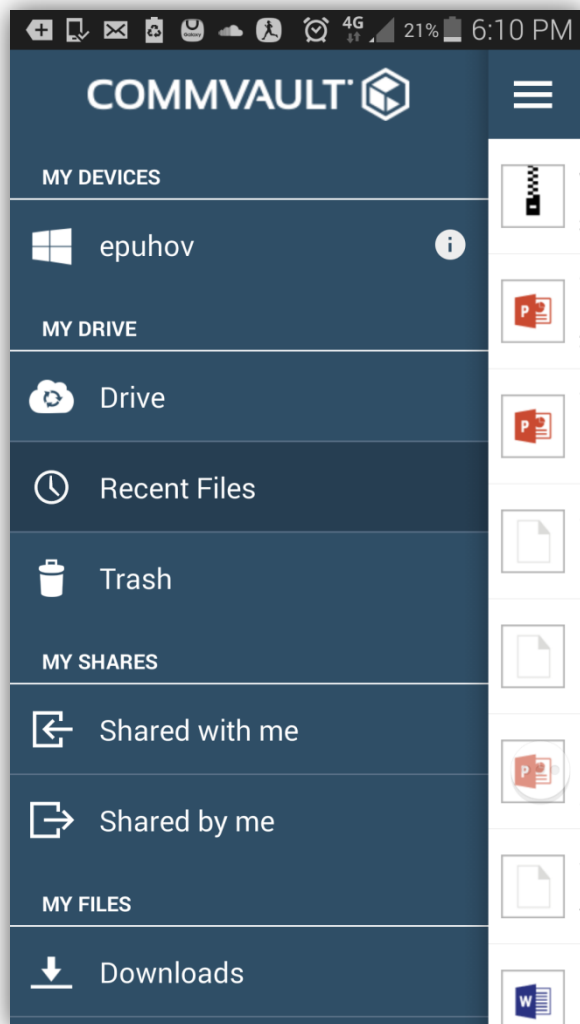 4G
21%
6:10 PM
COMMVAULT
MY DEVICES
epuhov
i
MY DRIVE
Drive
Recent Files
Trash
MY SHARES
Shared with me
Shared by me
MY FILES
Downloads
P
P
P
W